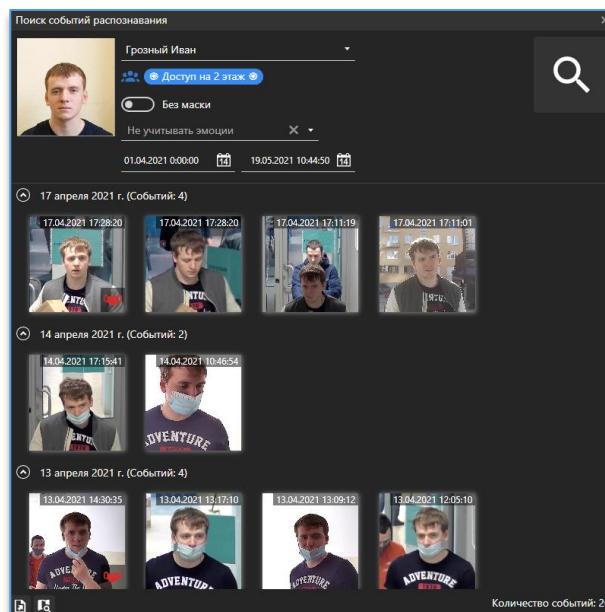 Поиск событий распознавания
Грозный Иван
Доступ на 2 этаж
Без маски
Не учитывать эмоции
01.04.2021 0:00:00 14 19.05.2021 10:44:50 14
17 апреля 2021 г. (Событий: 4)
17.04.2021 17:28:20 17.04.2021 17:28:20 17.04.2021 17:11:19 17.04.2021 17:11:01
14 апреля 2021 г. (Событий: 2)
14.04.2021 17:15:41 14.04.2021 10:46:54
ADVENTURE
13 апреля 2021 г. (Событий: 4)
13.04.2021 14:30:35 13.04.2021 13:17:10 13.04.2021 13:09:12 13.04.2021 12:05:10
Количество событий: